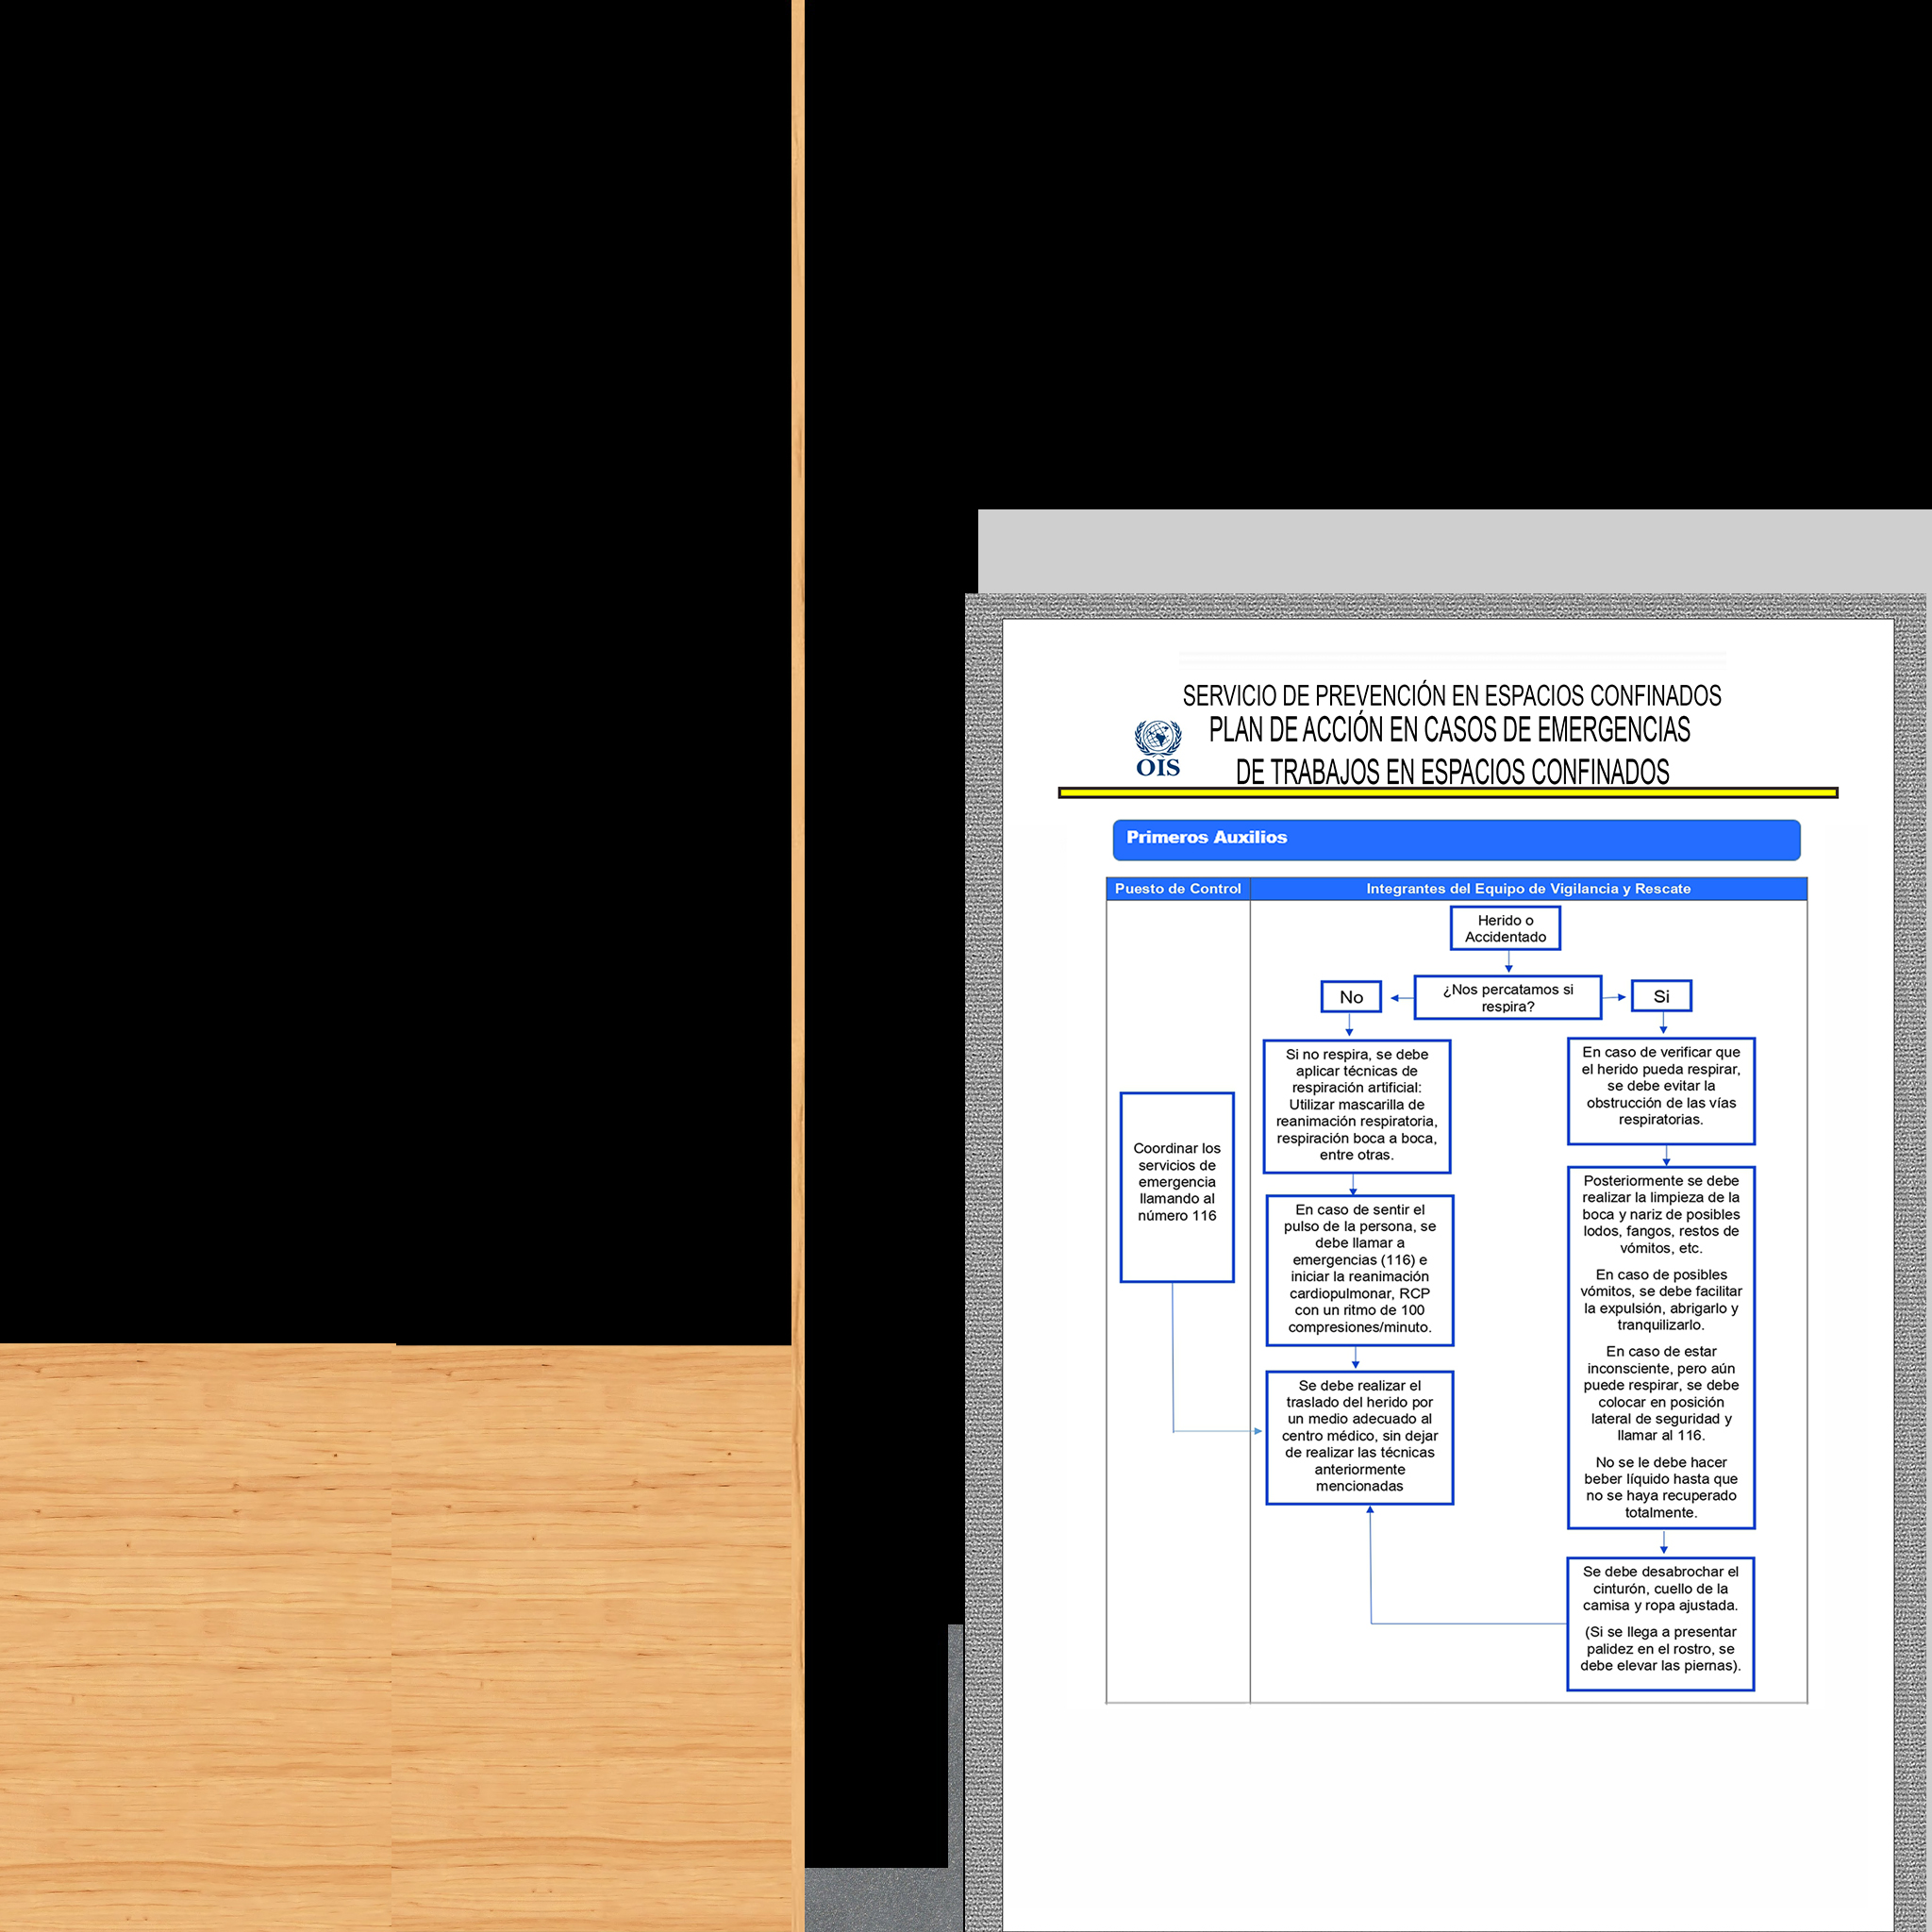 SERVICIO DE PREVENCIÓN EN ESPACIOS CONFINADOS
PLAN DE ACCIÓN EN CASOS DE EMERGENCIAS
DE TRABAJOS EN ESPACIOS CONFINADOS
OIS
Primeros Auxilios
Puesto de Control
Integrantes del Equipo de Vigilancia y Rescate
Herido o
Accidentado
¿Nos percatamos si
respira?
No
Si
Coordinar los
servicios de
emergencia
llamando al
número 116
Si no respira, se debe
aplicar técnicas de
respiración artificial:
Utilizar mascarilla de
reanimación respiratoria,
respiración boca a boca,
entre otras.
En caso de sentir el
pulso de la persona, se
debe llamar a
emergencias (116) e
iniciar la reanimación
cardiopulmonar, RCP
con un ritmo de 100
compresiones/minuto.
Se debe realizar el
traslado del herido por
un medio adecuado al
centro médico, sin dejar
de realizar las técnicas
anteriormente
mencionadas
En caso de verificar que
el herido pueda respirar,
se debe evitar la
obstrucción de las vías
respiratorias.
Posteriormente se debe
realizar la limpieza de la
boca y nariz de posibles
lodos, fangos, restos de
vómitos, etc.
En caso de posibles
vómitos, se debe facilitar
la expulsión, abrigarlo y
tranquilizarlo.
En caso de estar
inconsciente, pero aún
puede respirar, se debe
colocar en posición
lateral de seguridad y
llamar al 116.
No se le debe hacer
beber líquido hasta que
no se haya recuperado
totalmente.
Se debe desabrochar el
cinturón, cuello de la
camisa y ropa ajustada.
(Si se llega a presentar
palidez en el rostro, se
debe elevar las piernas).